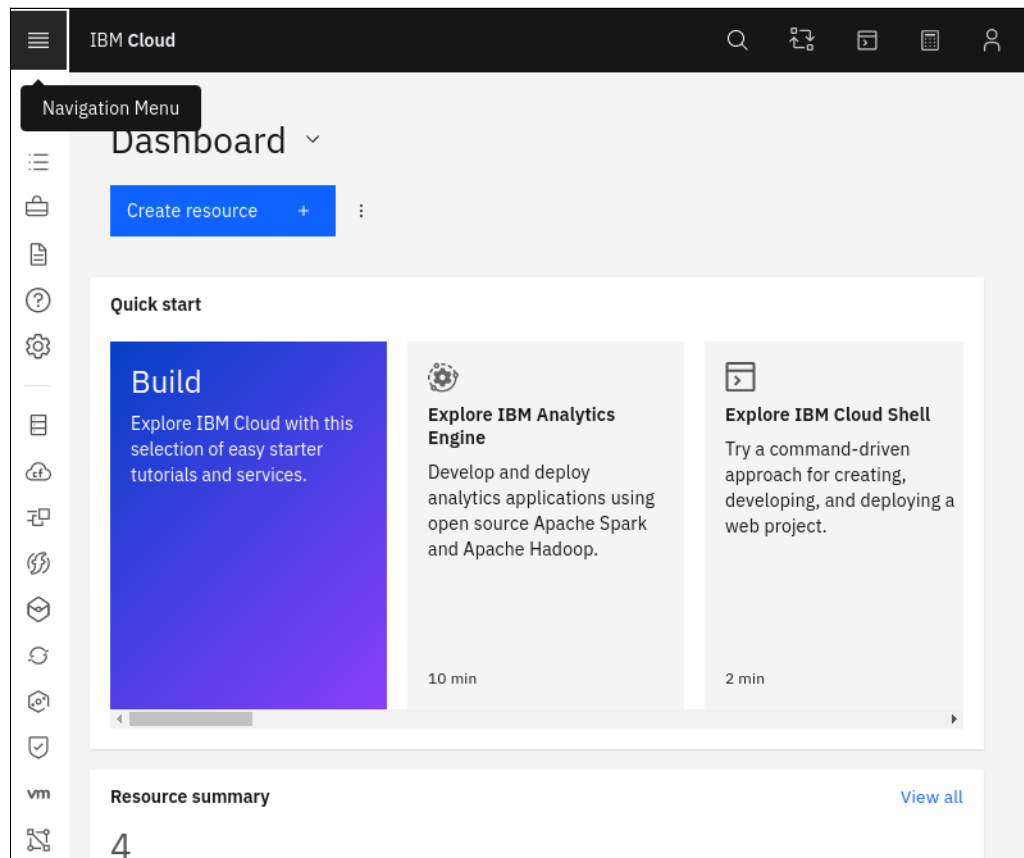 IBM Cloud
Navigation Menu
Dashboard
Create resource +
Quick start
Build
Explore IBM Cloud with this
selection of easy starter
tutorials and services.
Explore IBM Analytics
Engine
Develop and deploy
analytics applications using
open source Apache Spark
and Apache Hadoop.
10 min
Explore IBM Cloud Shell
Try a command-driven
approach for creating,
developing, and deploying a
web project.
2 min
cf
vm
Resource summary
View all
4